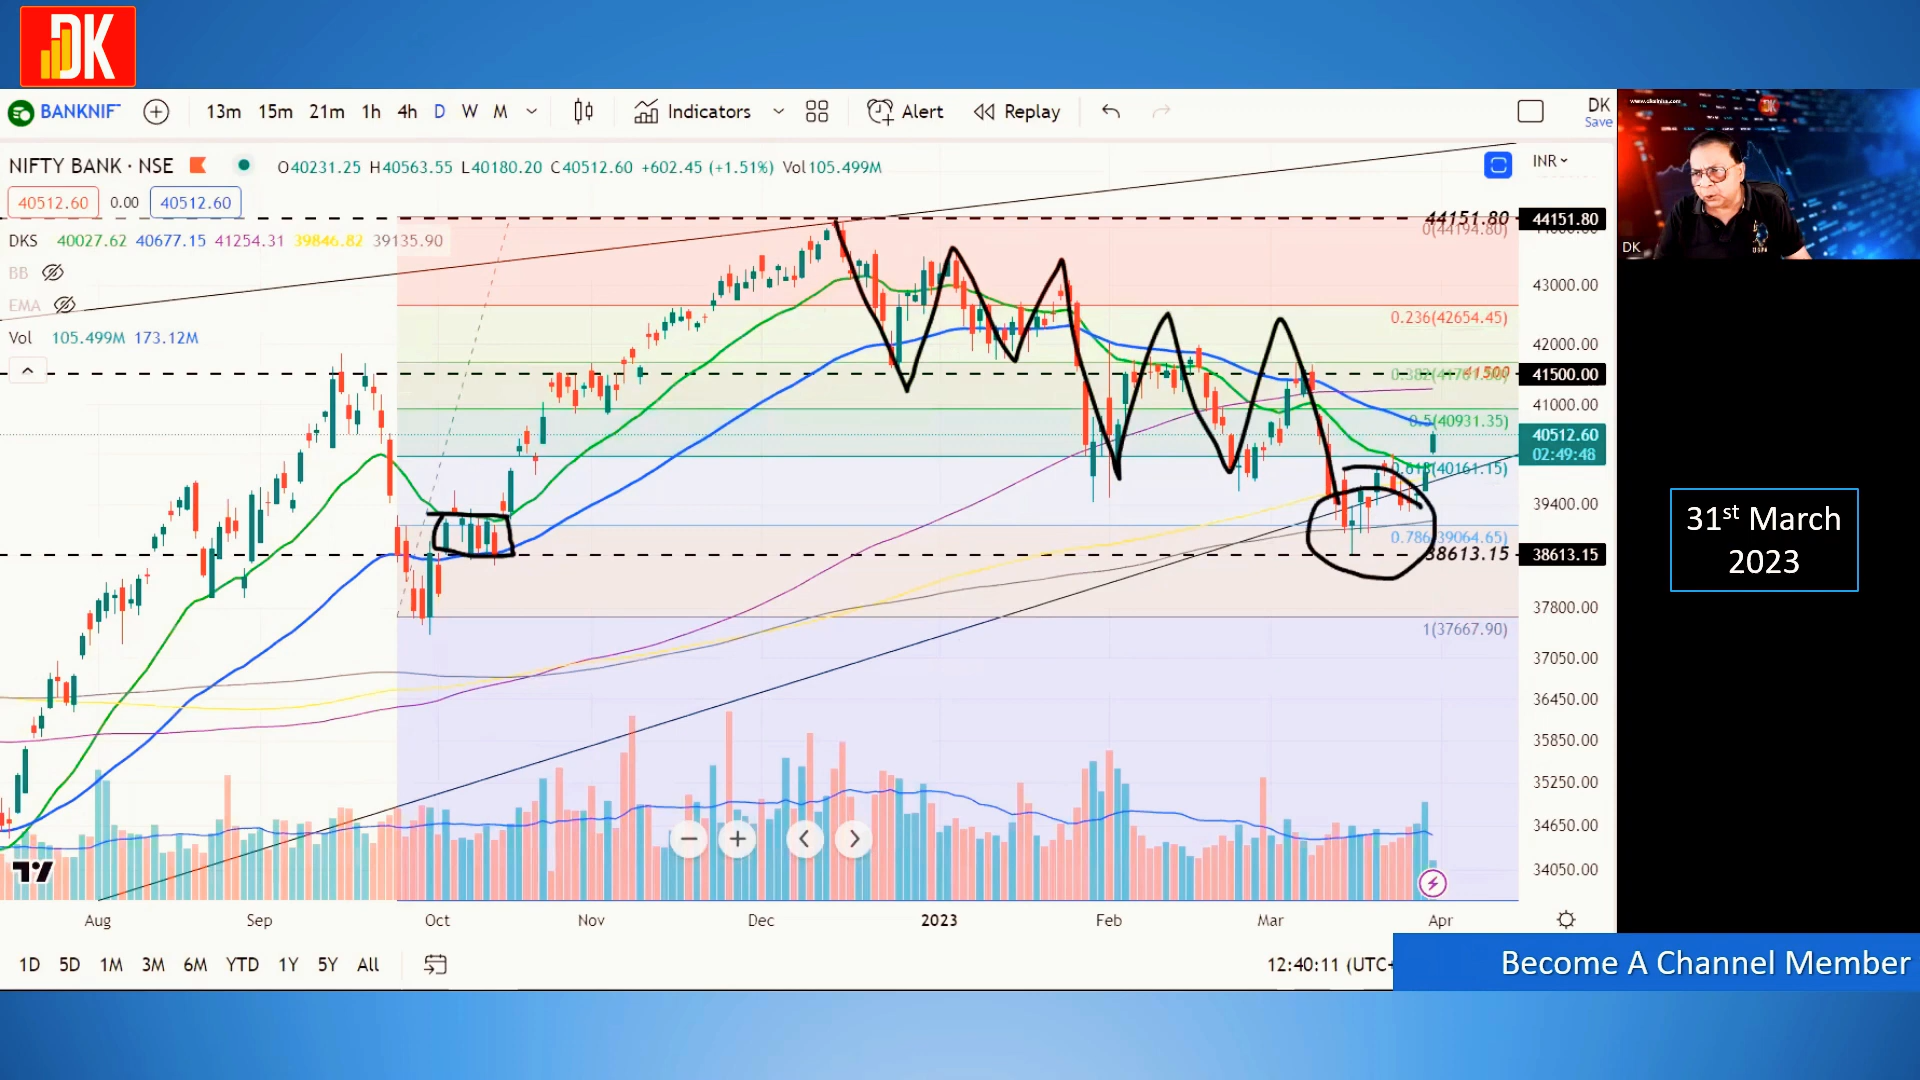 DK
BANKNIF
13m 15m 21m 1h 4h D W M Indicators Alert Replay
DK
Save
NIFTY BANK · NSE O40231.25 H40563.55 L40180.20 C40512.60 +602.45 (+1.51%) Vol105.499M
INR
40512.60 0.00 40512.60
DKS 40027.62 40677.15 41254.31 39846.82 39135.90
BB
EMA
Vol 105.499M 173.12M
44151.80
0(44194.80)
0.236(42654.45)
41500
0.5(40931.35)
0.618(40161.15)
0.786(39064.65)
38613.15
1(37667.90)
44151.80
43000.00
42000.00
41500.00
41000.00
40512.60
02:49:48
39400.00
38613.15
37800.00
37050.00
36450.00
35850.00
35250.00
34650.00
34050.00
Aug Sep Oct Nov Dec 2023 Feb Mar Apr
1D 5D 1M 3M 6M YTD 1Y 5Y All
12:40:11 (UTC+
DK
31st March
2023
Become A Channel Member